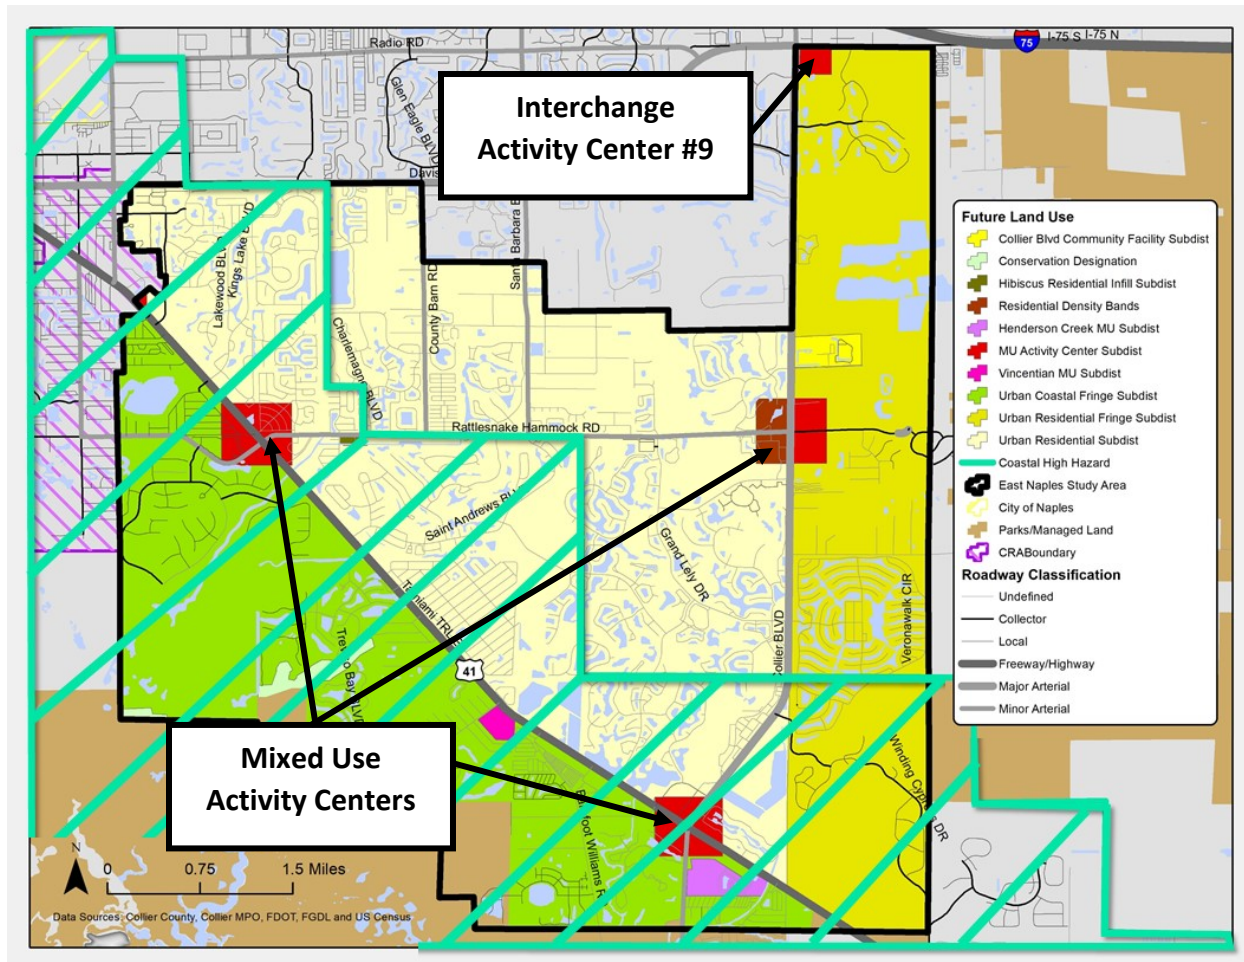 Radio RD
75
I-75 S
I-75 N
Interchange
Activity Center #9
Glen Eagle BLVD
Davis
Santa Barbara B
Lakewood BLVD
Kings Lake BLVD
County Barn RD
Charlemagne BLVD
Rattlesnake Hammock RD
Saint Andrews BL
Grand Lely DR
Collier BLVD
Veronawalk CIR
41
Winding Cypress DR
Mixed Use
Activity Centers
Future Land Use
Collier Blvd Community Facility Subdist
Conservation Designation
Hibiscus Residential Infill Subdist
Residential Density Bands
Henderson Creek MU Subdist
MU Activity Center Subdist
Vincentian MU Subdist
Urban Coastal Fringe Subdist
Urban Residential Fringe Subdist
Urban Residential Subdist
Coastal High Hazard
East Naples Study Area
City of Naples
Parks/Managed Land
CRABoundary
Roadway Classification
Undefined
Collector
Local
Freeway/Highway
Major Arterial
Minor Arterial
N
0 0.75 1.5 Miles
Data Sources: Collier County, Collier MPO, FDOT, FGDL and US Census